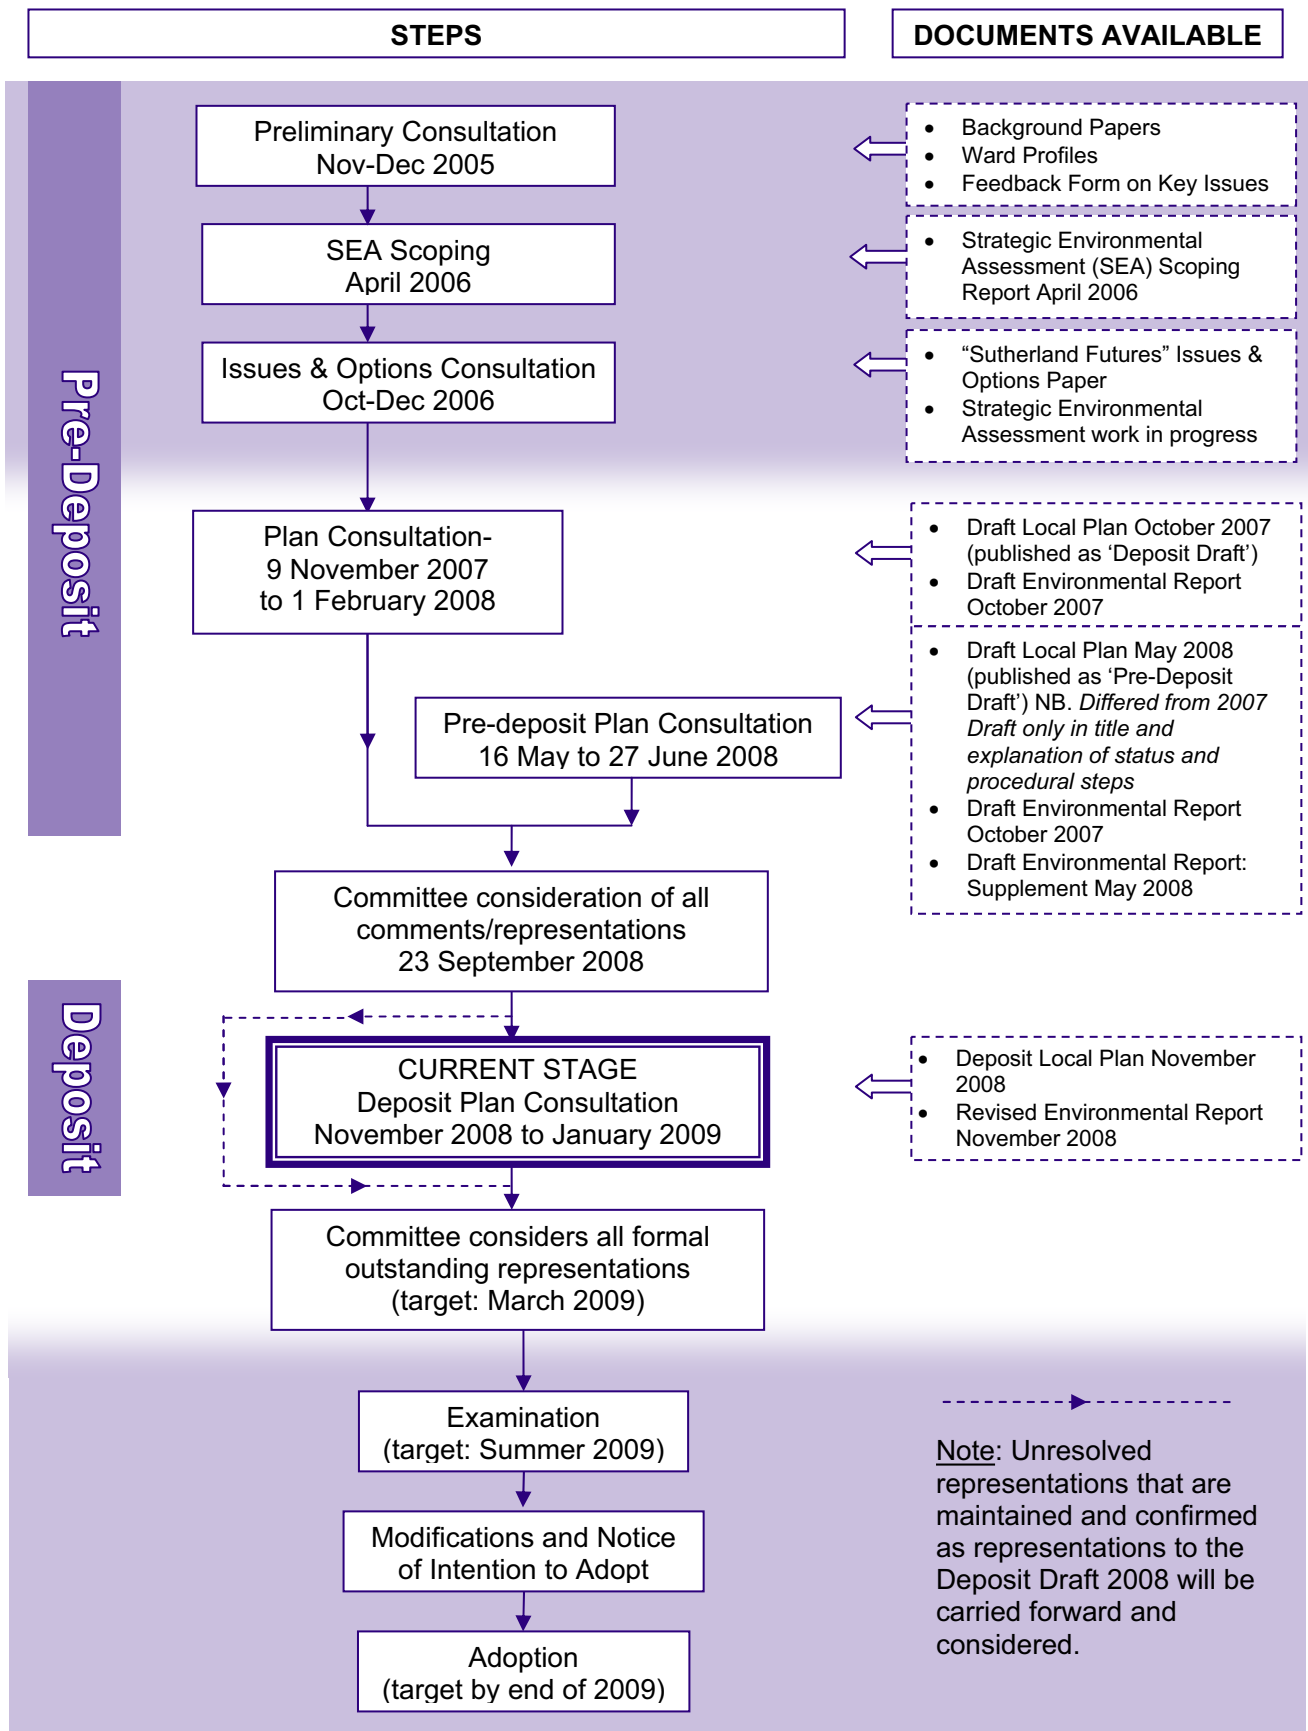 STEPS
DOCUMENTS AVAILABLE
Pre-Deposit
Preliminary Consultation
Nov-Dec 2005
• Background Papers
• Ward Profiles
• Feedback Form on Key Issues
SEA Scoping
April 2006
• Strategic Environmental
Assessment (SEA) Scoping
Report April 2006
Issues & Options Consultation
Oct-Dec 2006
• “Sutherland Futures” Issues &
Options Paper
• Strategic Environmental
Assessment work in progress
Plan Consultation-
9 November 2007
to 1 February 2008
• Draft Local Plan October 2007
(published as ‘Deposit Draft’)
• Draft Environmental Report
October 2007
Pre-deposit Plan Consultation
16 May to 27 June 2008
• Draft Local Plan May 2008
(published as ‘Pre-Deposit
Draft’) NB. Differed from 2007
Draft only in title and
explanation of status and
procedural steps
• Draft Environmental Report
October 2007
• Draft Environmental Report:
Supplement May 2008
Committee consideration of all
comments/representations
23 September 2008
Deposit
CURRENT STAGE
Deposit Plan Consultation
November 2008 to January 2009
• Deposit Local Plan November
2008
• Revised Environmental Report
November 2008
Committee considers all formal
outstanding representations
(target: March 2009)
Examination
(target: Summer 2009)
Modifications and Notice
of Intention to Adopt
Adoption
(target by end of 2009)
Note: Unresolved
representations that are
maintained and confirmed
as representations to the
Deposit Draft 2008 will be
carried forward and
considered.